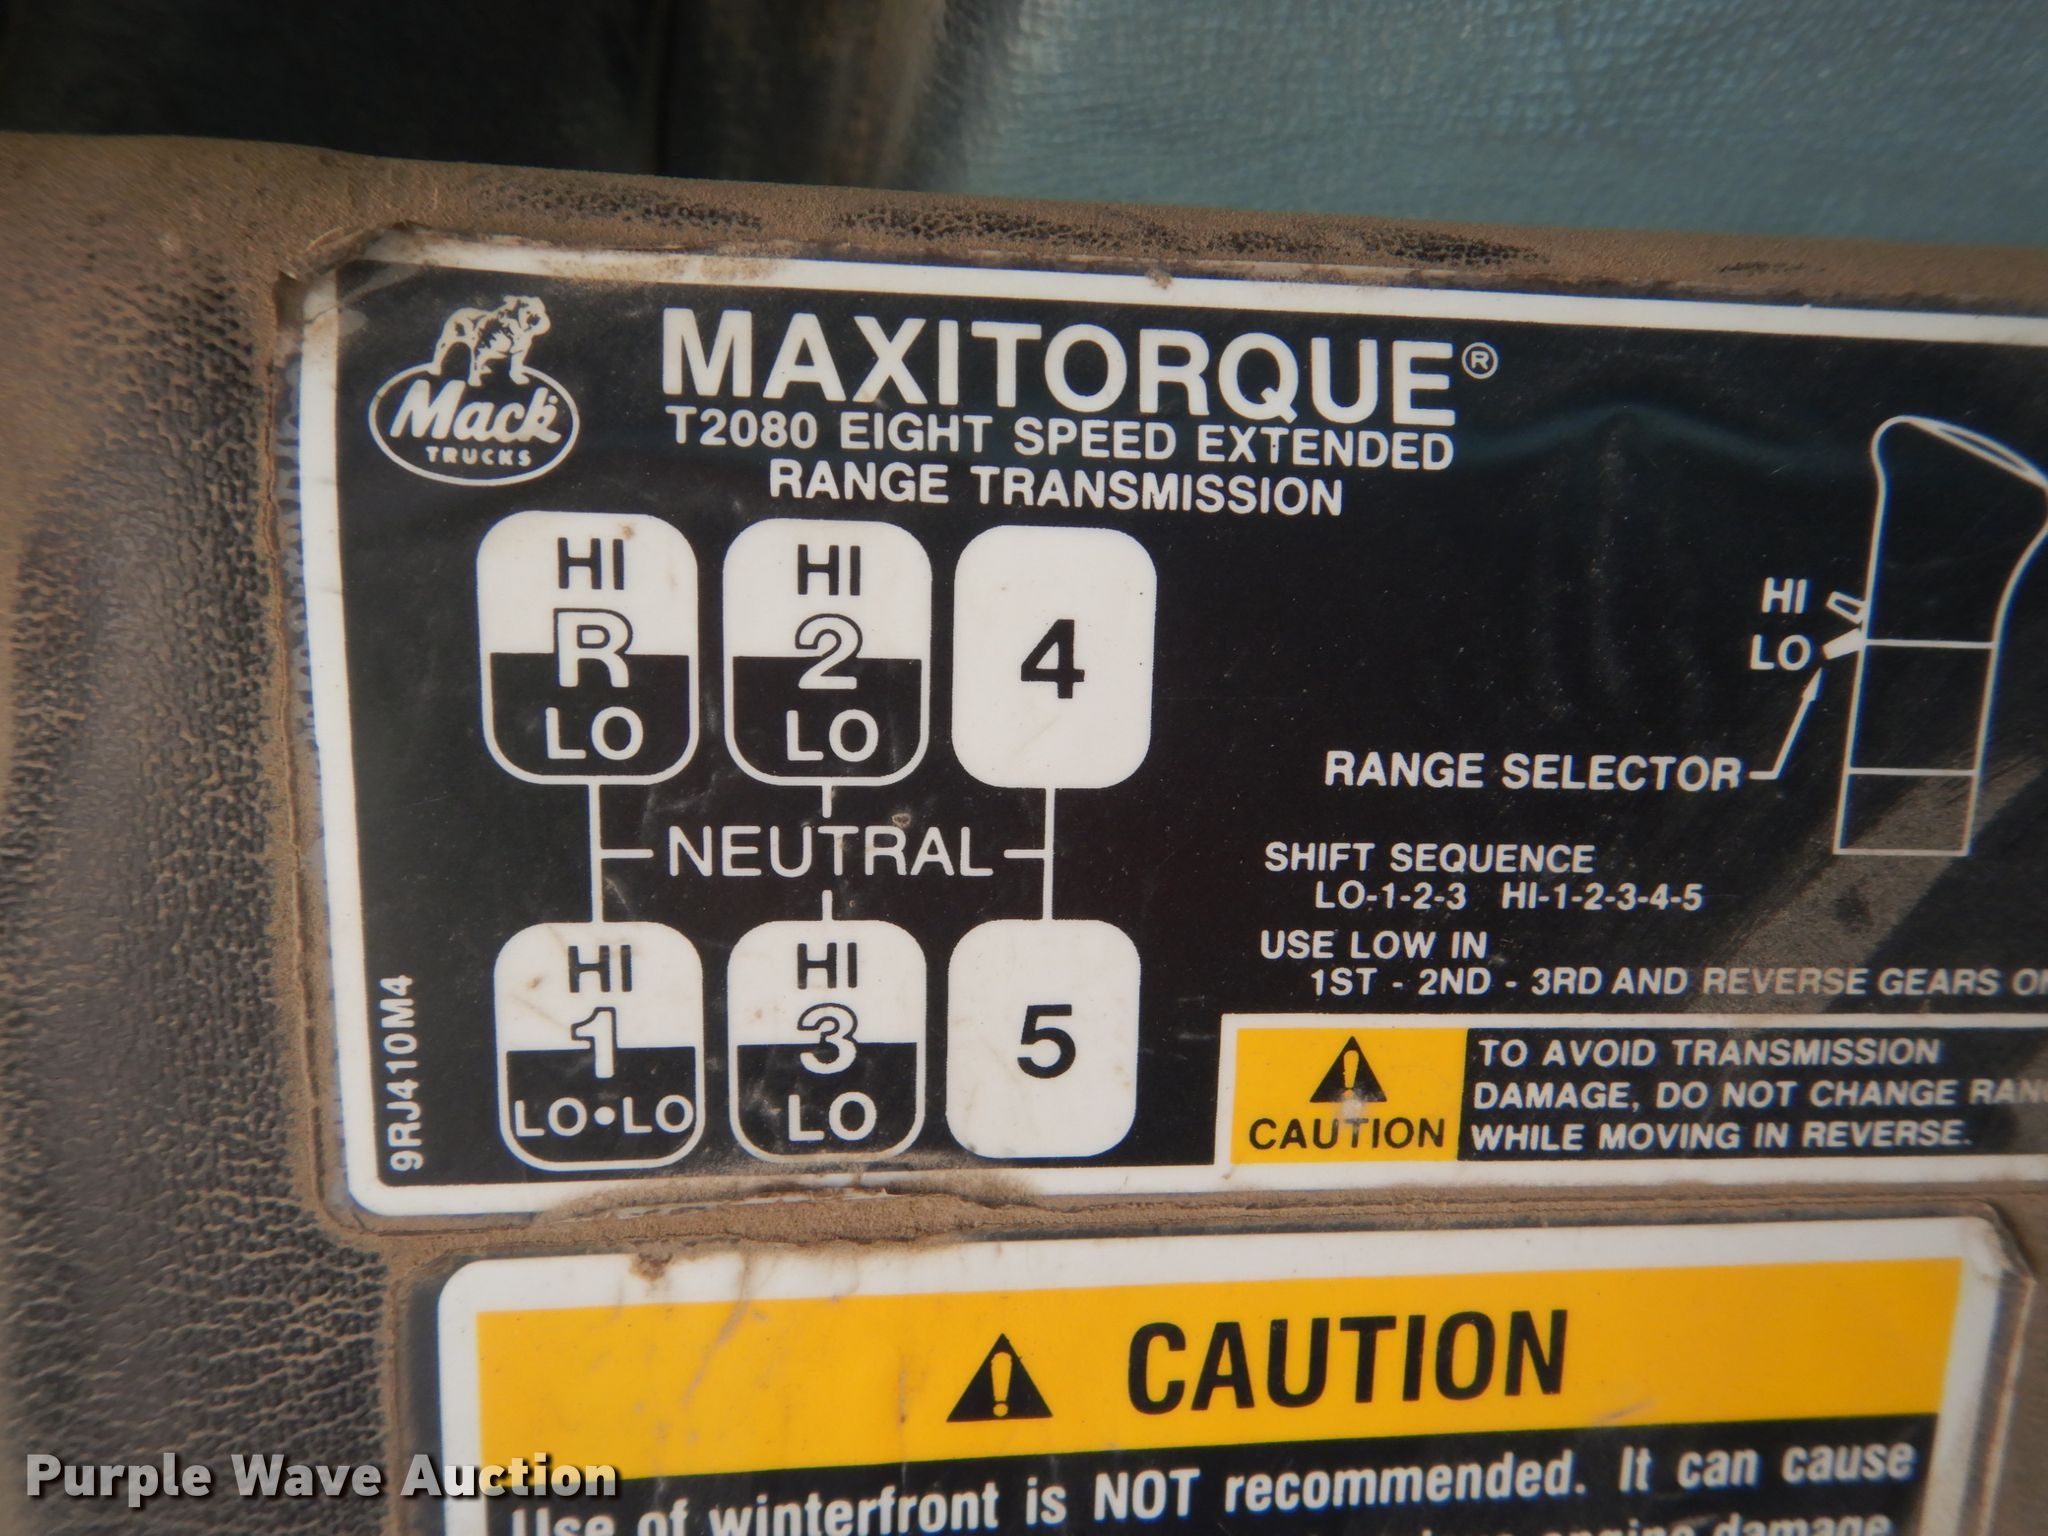 Mack
TRUCKS
MAXITORQUE®
T2080 EIGHT SPEED EXTENDED
RANGE TRANSMISSION
HI
R
LO
HI
2
LO
4
NEUTRAL
HI
1
LO•LO
HI
3
LO
5
9RJ410M4
HI
LO
RANGE SELECTOR
SHIFT SEQUENCE
LO-1-2-3 HI-1-2-3-4-5
USE LOW IN
1ST - 2ND - 3RD AND REVERSE GEARS
CAUTION
TO AVOID TRANSMISSION
DAMAGE, DO NOT CHANGE
WHILE MOVING IN REVERSE.
CAUTION
Use of winterfront is NOT recommended. It can cause
engine damage
Purple Wave Auction